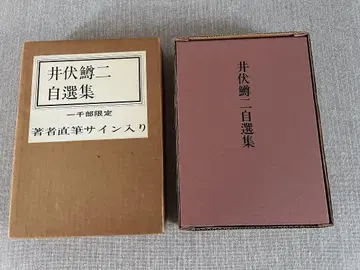 井伏鱒二
自選集
一千部限定
著者直筆サイン入り
井伏鱒二自選集